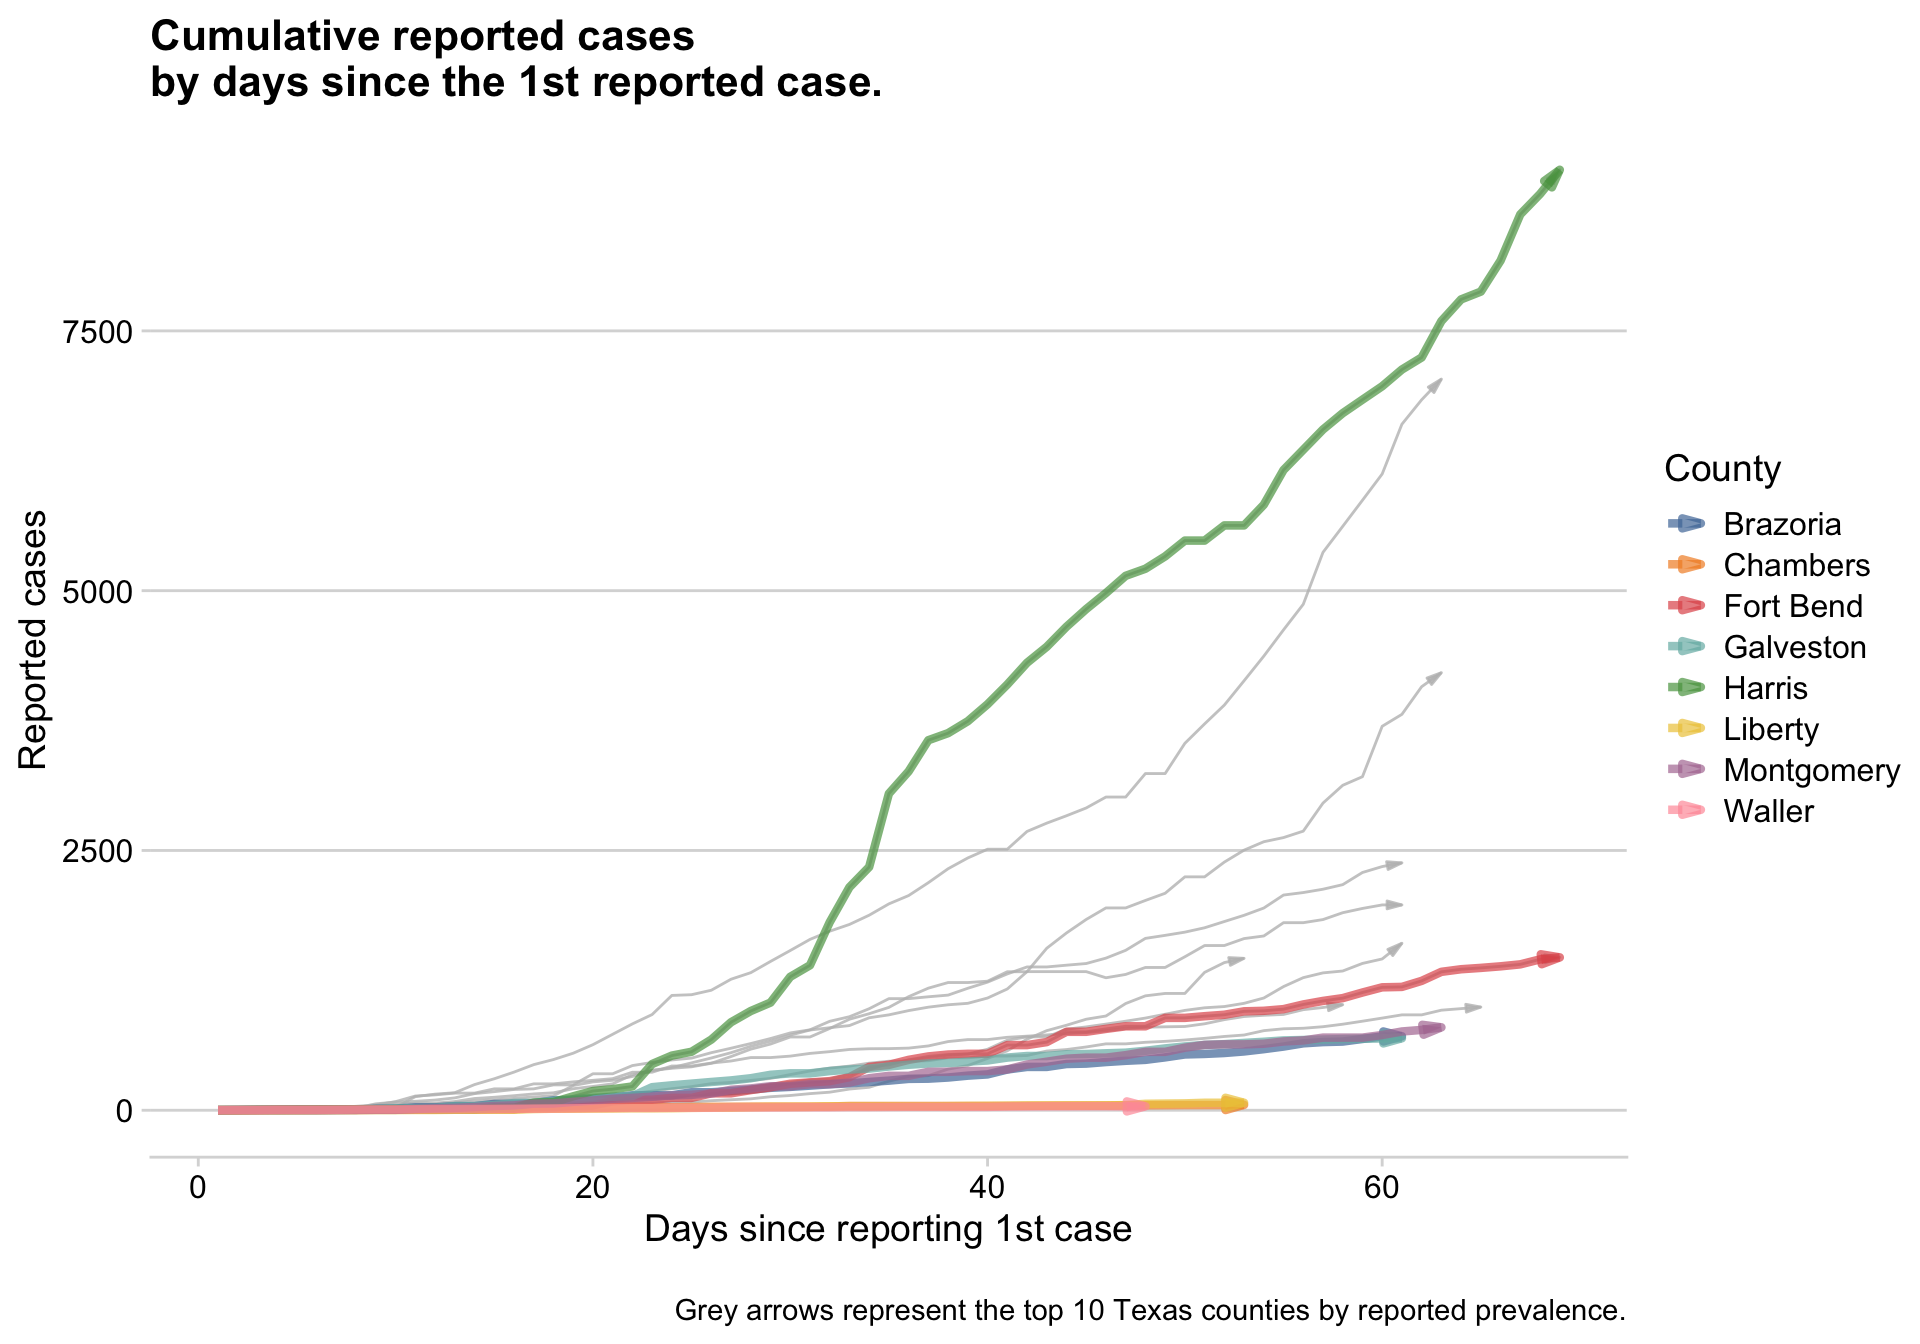 Cumulative reported cases
by days since the 1st reported case.
Reported cases
7500
5000
2500
0
0 20 40 60
Days since reporting 1st case
County
Brazoria
Chambers
Fort Bend
Galveston
Harris
Liberty
Montgomery
Waller
Grey arrows represent the top 10 Texas counties by reported prevalence.